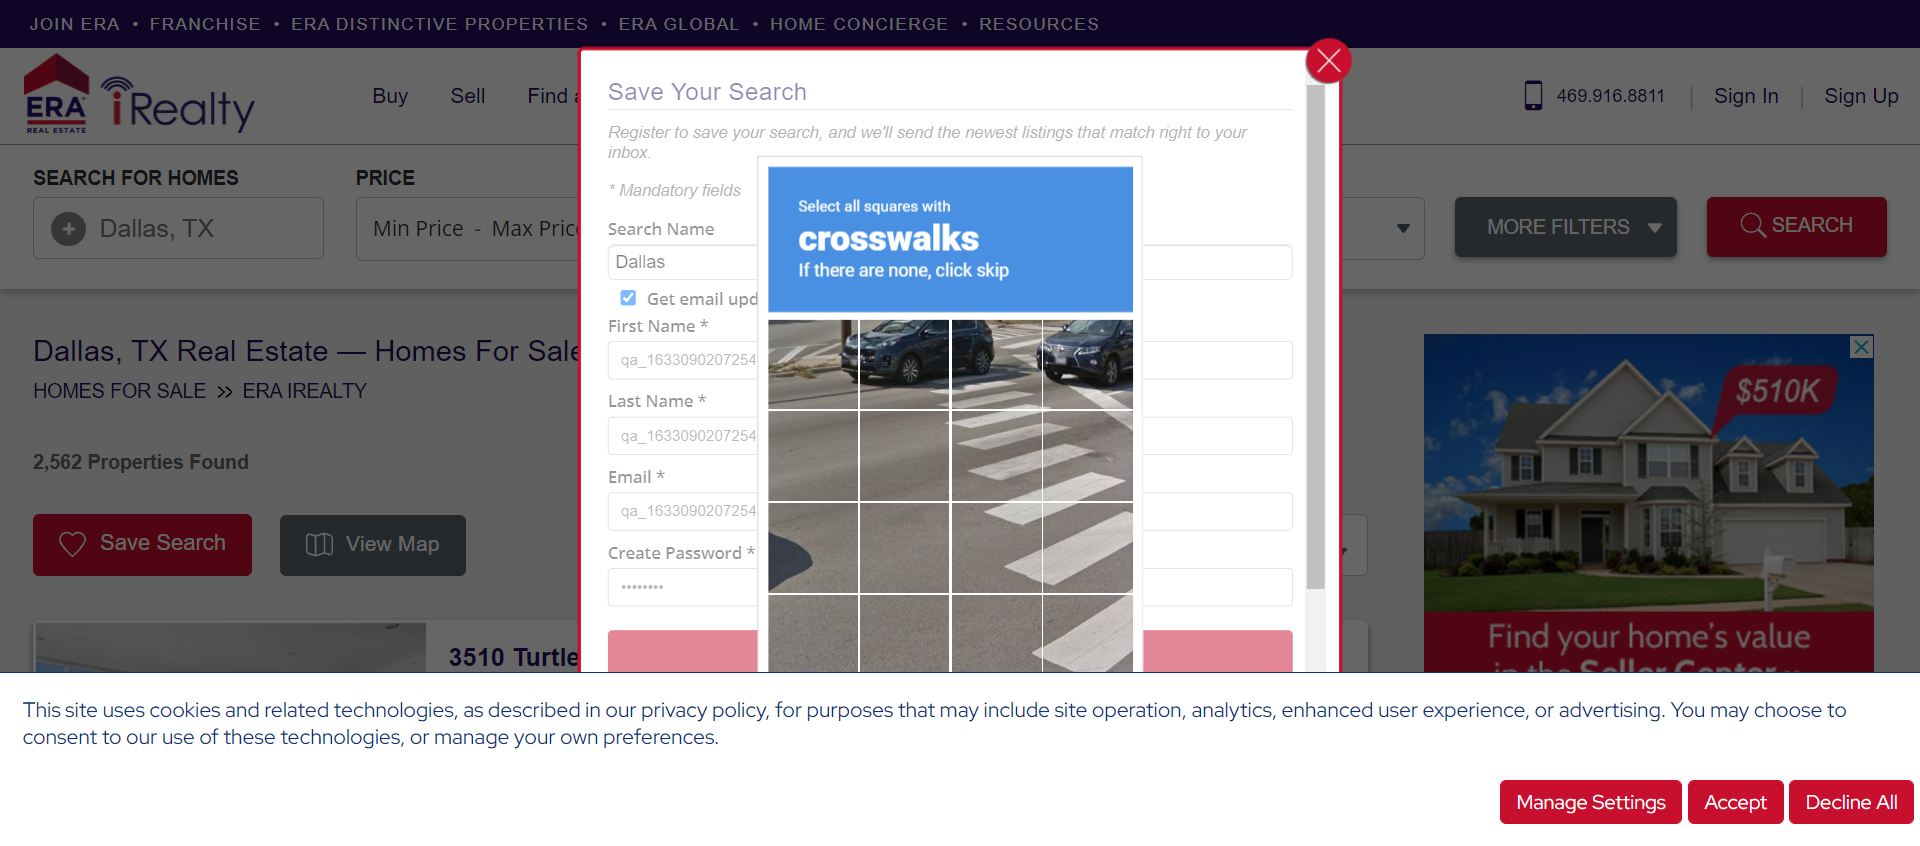 JOIN ERA • FRANCHISE • ERA DISTINCTIVE PROPERTIES • ERA GLOBAL • HOME CONCIERGE • RESOURCES
ERA
REAL ESTATE
iRealty
Buy
Sell
Find a
469.916.8811
Sign In
Sign Up
SEARCH FOR HOMES
Dallas, TX
PRICE
Min Price - Max Pric
MORE FILTERS
SEARCH
Save Your Search
Register to save your search, and we'll send the newest listings that match right to your
inbox.
* Mandatory fields
Search Name
Dallas
Get email upd
First Name *
qa_1633090207254
Last Name *
qa_1633090207254
Email *
qa_1633090207254
Create Password *
••••••••
Select all squares with
crosswalks
If there are none, click skip
Dallas, TX Real Estate — Homes For Sale
HOMES FOR SALE » ERA IREALTY
2,562 Properties Found
Save Search
View Map
3510 Turtle
$510K
Find your home's value
in the Seller Center
This site uses cookies and related technologies, as described in our privacy policy, for purposes that may include site operation, analytics, enhanced user experience, or advertising. You may choose to
consent to our use of these technologies, or manage your own preferences.
Manage Settings
Accept
Decline All